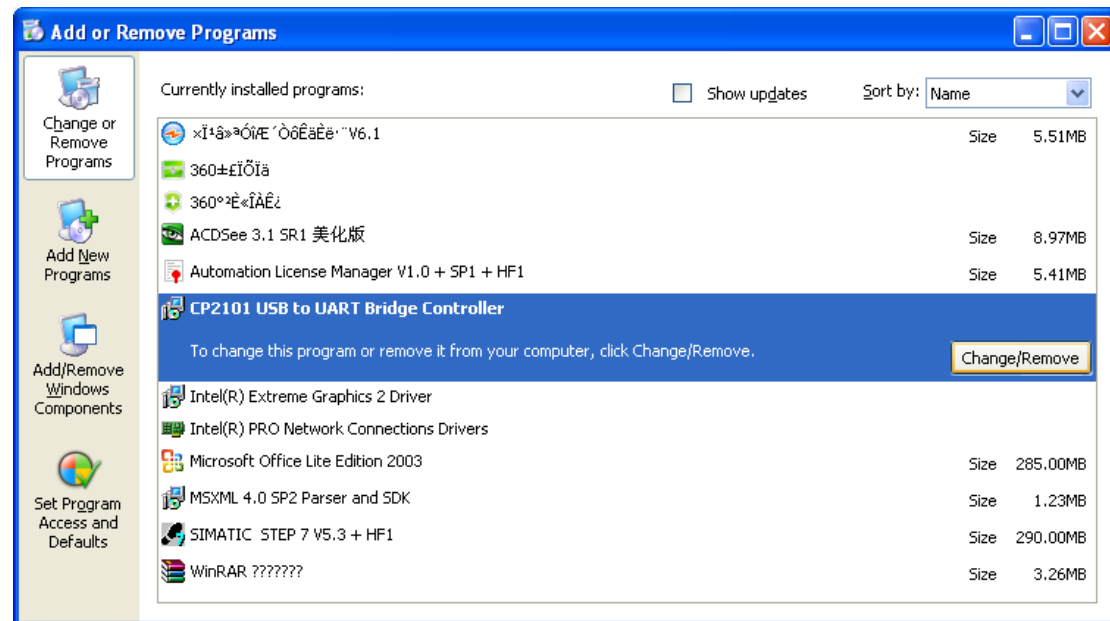 Add or Remove Programs
Change or
Remove
Programs
Add New
Programs
Add/Remove
Windows
Components
Set Program
Access and
Defaults
Currently installed programs:
Show updates
Sort by: Name
×Ï¹â»ªÓîÆ´ÒôÊäÈë·¨V6.1 Size 5.51MB
360±£ÏÕÏä
360°²È«ÎÀÊ¿
ACDSee 3.1 SR1 美化版 Size 8.97MB
Automation License Manager V1.0 + SP1 + HF1 Size 5.41MB
CP2101 USB to UART Bridge Controller
To change this program or remove it from your computer, click Change/Remove. Change/Remove
Intel(R) Extreme Graphics 2 Driver
Intel(R) PRO Network Connections Drivers
Microsoft Office Lite Edition 2003 Size 285.00MB
MSXML 4.0 SP2 Parser and SDK Size 1.23MB
SIMATIC STEP 7 V5.3 + HF1 Size 290.00MB
WinRAR ??????? Size 3.26MB